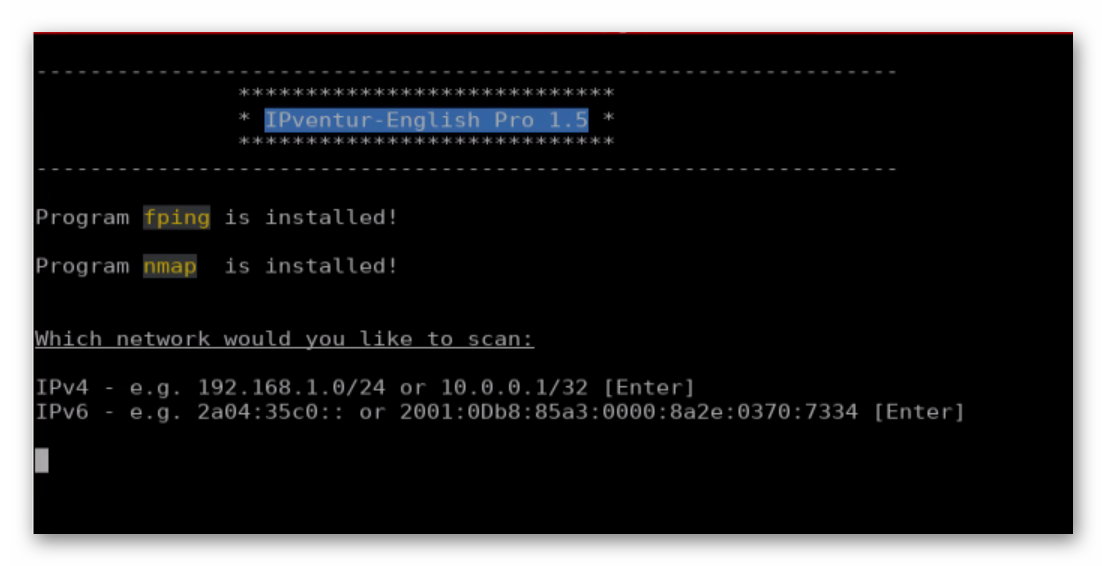 ----------------------------------------------------------------
****************************
* IPventur-English Pro 1.5 *
****************************
----------------------------------------------------------------
Program fping is installed!
Program nmap  is installed!
Which network would you like to scan:
IPv4 - e.g. 192.168.1.0/24 or 10.0.0.1/32 [Enter]
IPv6 - e.g. 2a04:35c0:: or 2001:0Db8:85a3:0000:8a2e:0370:7334 [Enter]